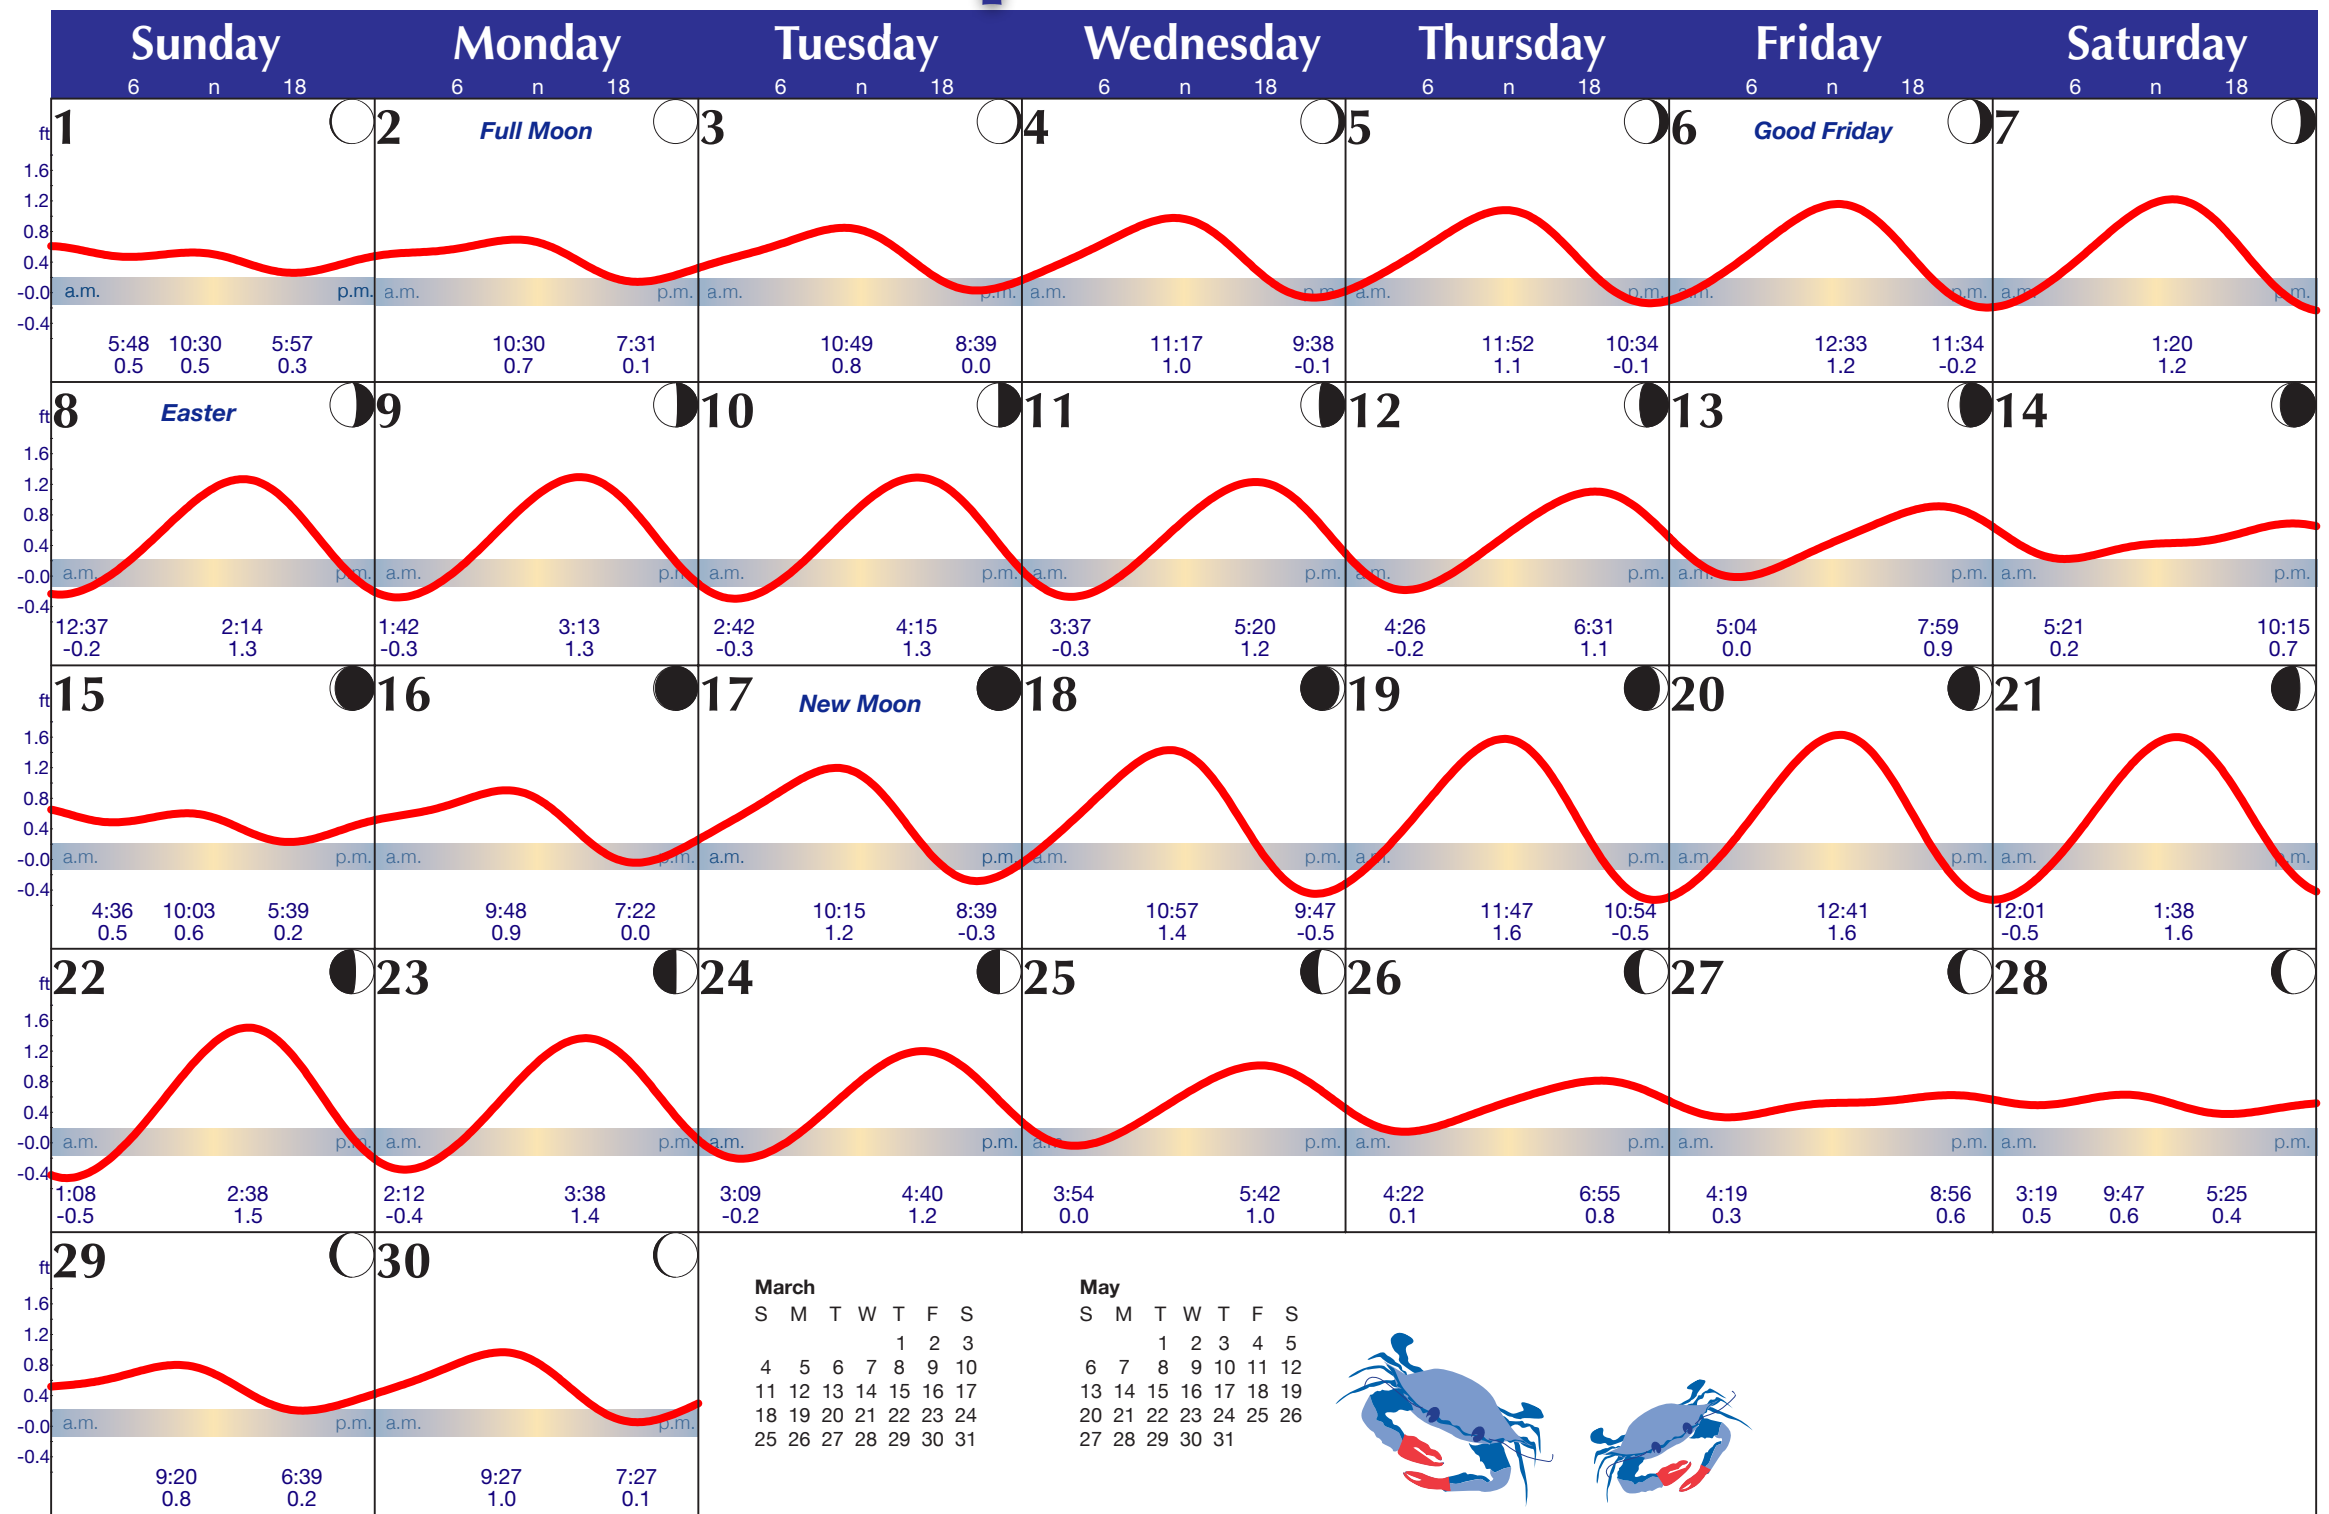 Sunday Monday Tuesday Wednesday Thursday Friday Saturday
6 n 18 6 n 18 6 n 18 6 n 18 6 n 18 6 n 18 6 n 18
1 2 Full Moon 3 4 5 6 Good Friday 7
ft
1.6
1.2
0.8
0.4
-0.0 a.m. p.m. a.m. p.m. a.m. p.m. a.m. p.m. a.m. p.m. a.m. p.m. a.m. p.m.
-0.4
5:48 10:30 5:57 10:30 7:31 10:49 8:39 11:17 9:38 11:52 10:34 12:33 11:34 1:20
0.5 0.5 0.3 0.7 0.1 0.8 0.0 1.0 -0.1 1.1 -0.1 1.2 -0.2 1.2
8 Easter 9 10 11 12 13 14
ft
1.6
1.2
0.8
0.4
-0.0 a.m. p.m. a.m. p.m. a.m. p.m. a.m. p.m. a.m. p.m. a.m. p.m. a.m. p.m.
-0.4
12:37 2:14 1:42 3:13 2:42 4:15 3:37 5:20 4:26 6:31 5:04 7:59 5:21 10:15
-0.2 1.3 -0.3 1.3 -0.3 1.3 -0.3 1.2 -0.2 1.1 0.0 0.9 0.2 0.7
15 16 17 New Moon 18 19 20 21
ft
1.6
1.2
0.8
0.4
-0.0 a.m. p.m. a.m. p.m. a.m. p.m. a.m. p.m. a.m. p.m. a.m. p.m. a.m. p.m.
-0.4
4:36 10:03 5:39 9:48 7:22 10:15 8:39 10:57 9:47 11:47 10:54 12:41 12:01 1:38
0.5 0.6 0.2 0.9 0.0 1.2 -0.3 1.4 -0.5 1.6 -0.5 1.6 -0.5 1.6
22 23 24 25 26 27 28
ft
1.6
1.2
0.8
0.4
-0.0 a.m. p.m. a.m. p.m. a.m. p.m. a.m. p.m. a.m. p.m. a.m. p.m. a.m. p.m.
-0.4
1:08 2:38 2:12 3:38 3:09 4:40 3:54 5:42 4:22 6:55 4:19 8:56 3:19 9:47 5:25
-0.5 1.5 -0.4 1.4 -0.2 1.2 0.0 1.0 0.1 0.8 0.3 0.6 0.5 0.6 0.4
29 30
ft
1.6
1.2
0.8
0.4
-0.0 a.m. p.m. a.m. p.m.
-0.4
9:20 6:39 9:27 7:27
0.8 0.2 1.0 0.1
March
S M T W T F S
1 2 3
4 5 6 7 8 9 10
11 12 13 14 15 16 17
18 19 20 21 22 23 24
25 26 27 28 29 30 31
May
S M T W T F S
1 2 3 4 5
6 7 8 9 10 11 12
13 14 15 16 17 18 19
20 21 22 23 24 25 26
27 28 29 30 31